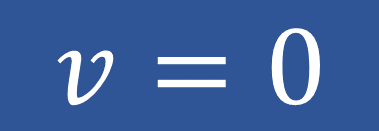 v = 0